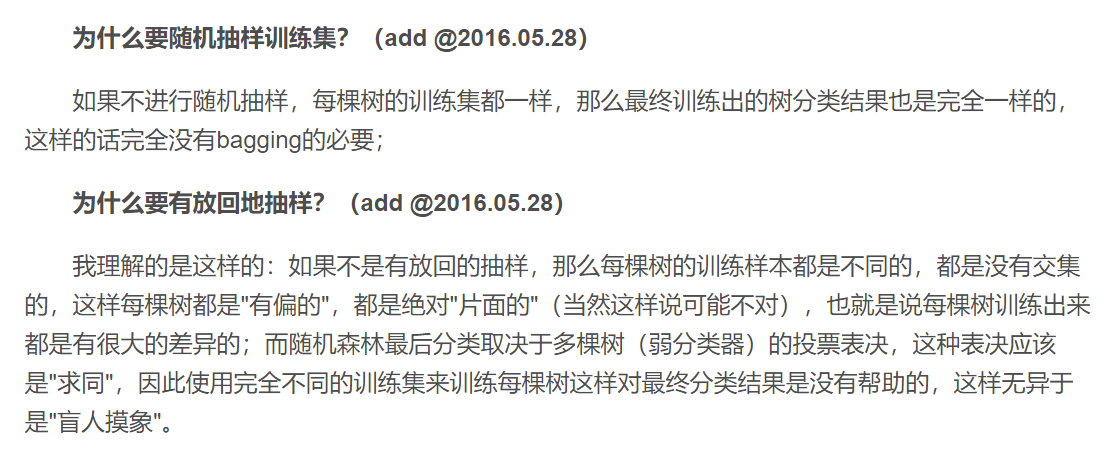 为什么要随机抽样训练集？（add @2016.05.28）
如果不进行随机抽样，每棵树的训练集都一样，那么最终训练出的树分类结果也是完全一样的，
这样的话完全没有bagging的必要；
为什么要有放回地抽样？（add @2016.05.28）
我理解的是这样的：如果不是有放回的抽样，那么每棵树的训练样本都是不同的，都是没有交集
的，这样每棵树都是"有偏的"，都是绝对"片面的"（当然这样说可能不对），也就是说每棵树训练出来
都是有很大的差异的；而随机森林最后分类取决于多棵树（弱分类器）的投票表决，这种表决应该
是"求同"，因此使用完全不同的训练集来训练每棵树这样对最终分类结果是没有帮助的，这样无异于
是"盲人摸象"。